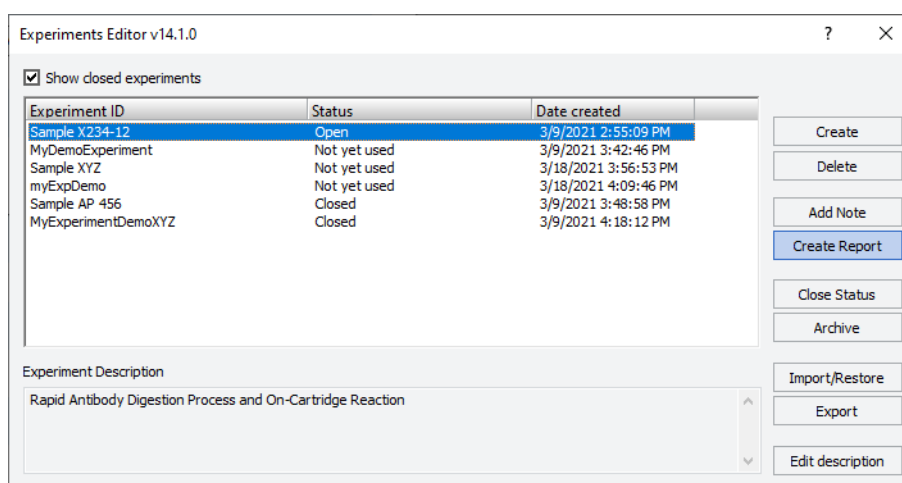 Experiments Editor v14.1.0 ?
Show closed experiments
Experiment ID Status Date created
Sample X234-12 Open 3/9/2021 2:55:09 PM
MyDemoExperiment Not yet used 3/9/2021 3:42:46 PM
Sample XYZ Not yet used 3/18/2021 3:56:53 PM
myExpDemo Not yet used 3/18/2021 4:09:46 PM
Sample AP 456 Closed 3/9/2021 3:48:58 PM
MyExperimentDemoXYZ Closed 3/9/2021 4:18:12 PM
Create
Delete
Add Note
Create Report
Close Status
Archive
Experiment Description
Rapid Antibody Digestion Process and On-Cartridge Reaction
Import/Restore
Export
Edit description